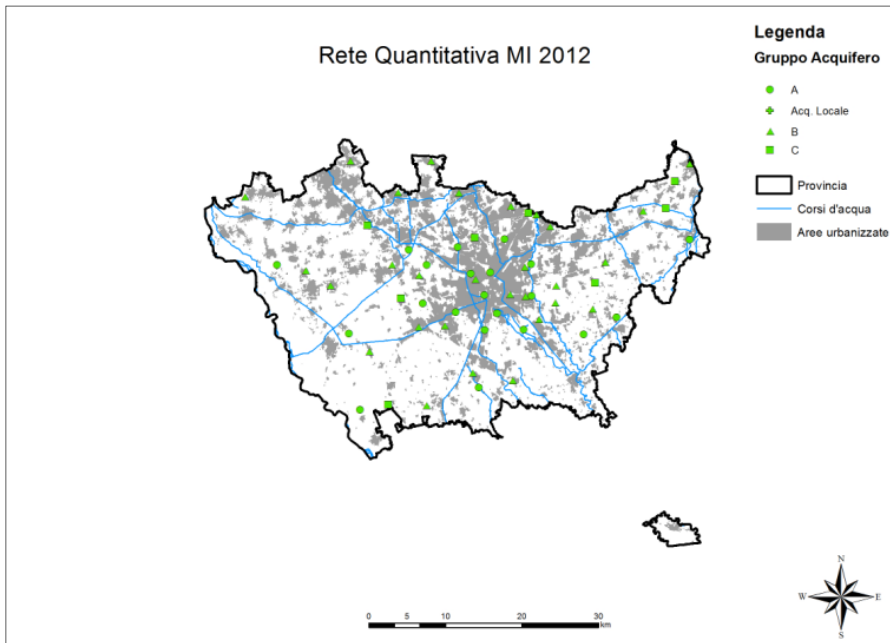 Rete Quantitativa MI 2012
Legenda
Gruppo Acquifero
A
Acq. Locale
B
C
Provincia
Corsi d'acqua
Aree urbanizzate
N
W E
S
0 5 10 20 30
km